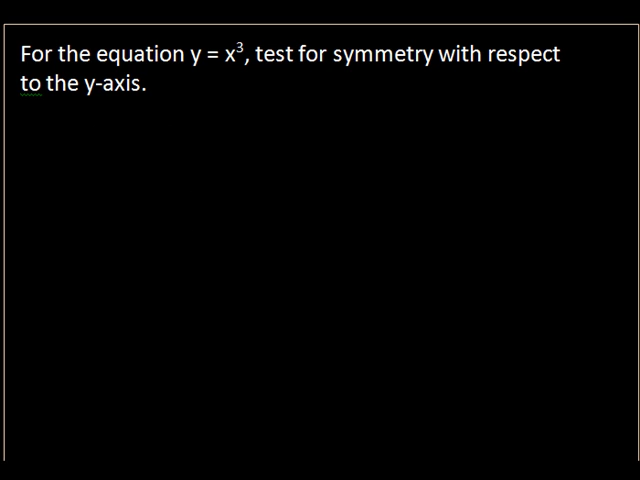 For the equation y = x³, test for symmetry with respect
to the y-axis.